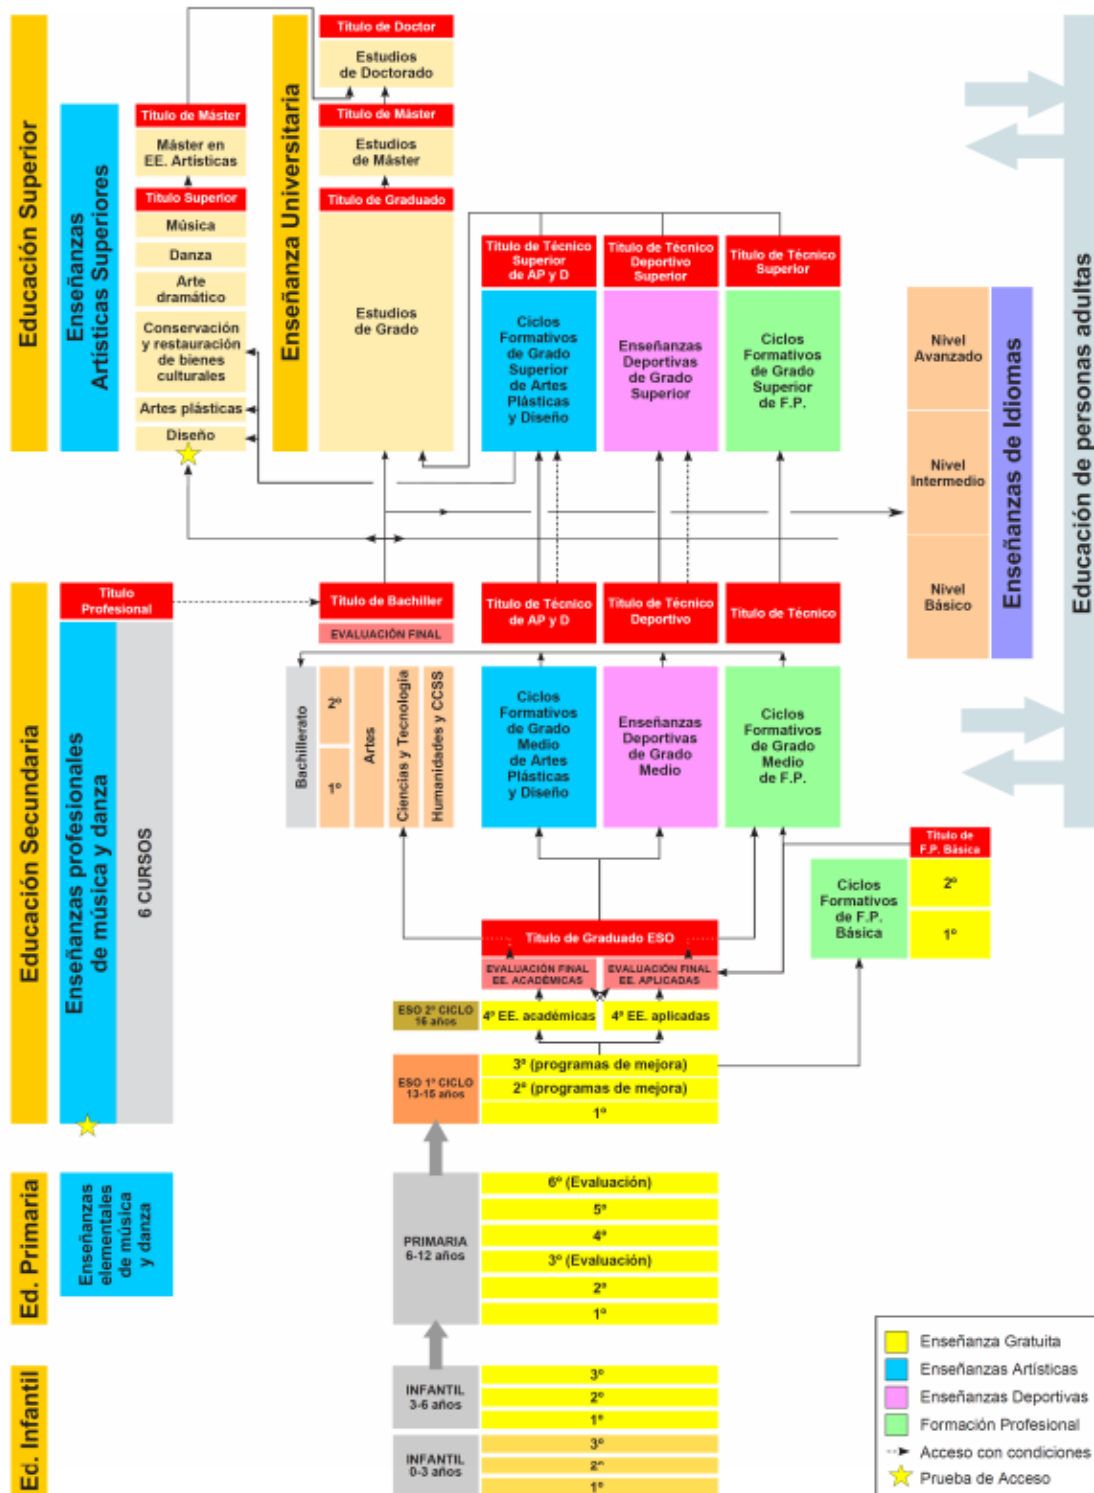 Educación Superior
Enseñanzas
Artísticas Superiores
Título de Máster
Máster en
EE. Artísticas
Título Superior
Música
Danza
Arte
dramático
Conservación
y restauración
de bienes
culturales
Artes plásticas
Diseño
Enseñanza Universitaria
Título de Doctor
Estudios
de Doctorado
Título de Máster
Estudios
de Máster
Título de Graduado
Estudios
de Grado
Título de Técnico
Superior
de AP y D
Ciclos
Formativos
de Grado
Superior
de Artes
Plásticas
y Diseño
Título de Técnico
Deportivo
Superior
Enseñanzas
Deportivas
de Grado
Superior
Título de Técnico
Superior
Ciclos
Formativos
de Grado
Superior
de F.P.
Nivel
Avanzado
Nivel
Intermedio
Nivel
Básico
Enseñanzas de Idiomas
Educación de personas adultas
Educación Secundaria
Título
Profesional
Enseñanzas profesionales
de música y danza
6 CURSOS
Título de Bachiller
EVALUACIÓN FINAL
Bachillerato
2º
1º
Artes
Ciencias y Tecnología
Humanidades y CCSS
Título de Técnico
de AP y D
Ciclos
Formativos
de Grado
Medio
de Artes
Plásticas
y Diseño
Título de Técnico
Deportivo
Enseñanzas
Deportivas
de Grado
Medio
Título de Técnico
Ciclos
Formativos
de Grado
Medio
de F.P.
Título de
F.P. Básica
Ciclos
Formativos
de F.P.
Básica
2º
1º
Título de Graduado ESO
EVALUACIÓN FINAL
EE. ACADÉMICAS
EVALUACIÓN FINAL
EE. APLICADAS
ESO 2º CICLO
16 años
4º EE. académicas
4º EE. aplicadas
ESO 1º CICLO
13-15 años
3º (programas de mejora)
2º (programas de mejora)
1º
Ed. Primaria
Enseñanzas
elementales
de música
y danza
PRIMARIA
6-12 años
6º (Evaluación)
5º
4º
3º (Evaluación)
2º
1º
Ed. Infantil
INFANTIL
3-6 años
3º
2º
1º
INFANTIL
0-3 años
3º
2º
1º
Enseñanza Gratuita
Enseñanzas Artísticas
Enseñanzas Deportivas
Formación Profesional
Acceso con condiciones
Prueba de Acceso